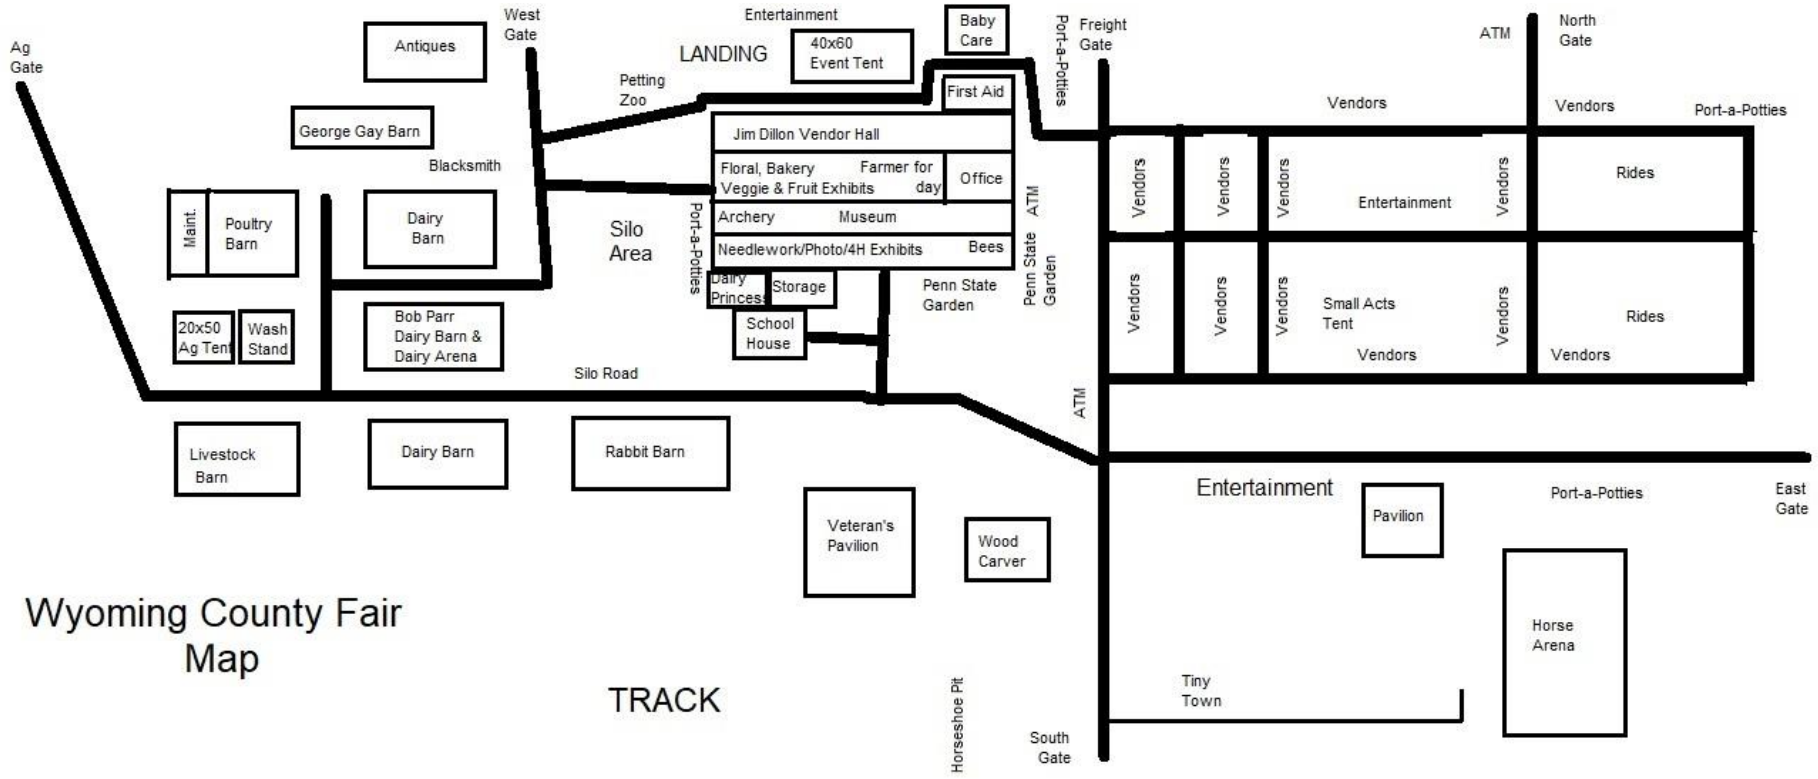 Ag
Gate
Antiques
West
Gate
Entertainment
LANDING
40x60
Event Tent
Baby
Care
Port-a-Potties
Freight
Gate
ATM
North
Gate
Petting
Zoo
First Aid
Vendors
Vendors
Port-a-Potties
George Gay Barn
Blacksmith
Jim Dillon Vendor Hall
Floral, Bakery
Veggie & Fruit Exhibits
Farmer for
day
Office
ATM
Archery
Museum
Needlework/Photo/4H Exhibits
Bees
Port-a-Potties
Vendors
Vendors
Vendors
Entertainment
Vendors
Rides
Maint.
Poultry
Barn
Dairy
Barn
Silo
Area
Dairy
Princess
Storage
Penn State
Garden
Penn State
Garden
Vendors
Vendors
Vendors
Small Acts
Tent
Vendors
Vendors
Rides
Vendors
20x50
Ag Tent
Wash
Stand
Bob Parr
Dairy Barn &
Dairy Arena
School
House
Silo Road
ATM
Livestock
Barn
Dairy Barn
Rabbit Barn
Veteran's
Pavilion
Wood
Carver
Entertainment
Pavilion
Port-a-Potties
East
Gate
Wyoming County Fair
Map
TRACK
Horseshoe Pit
South
Gate
Tiny
Town
Horse
Arena